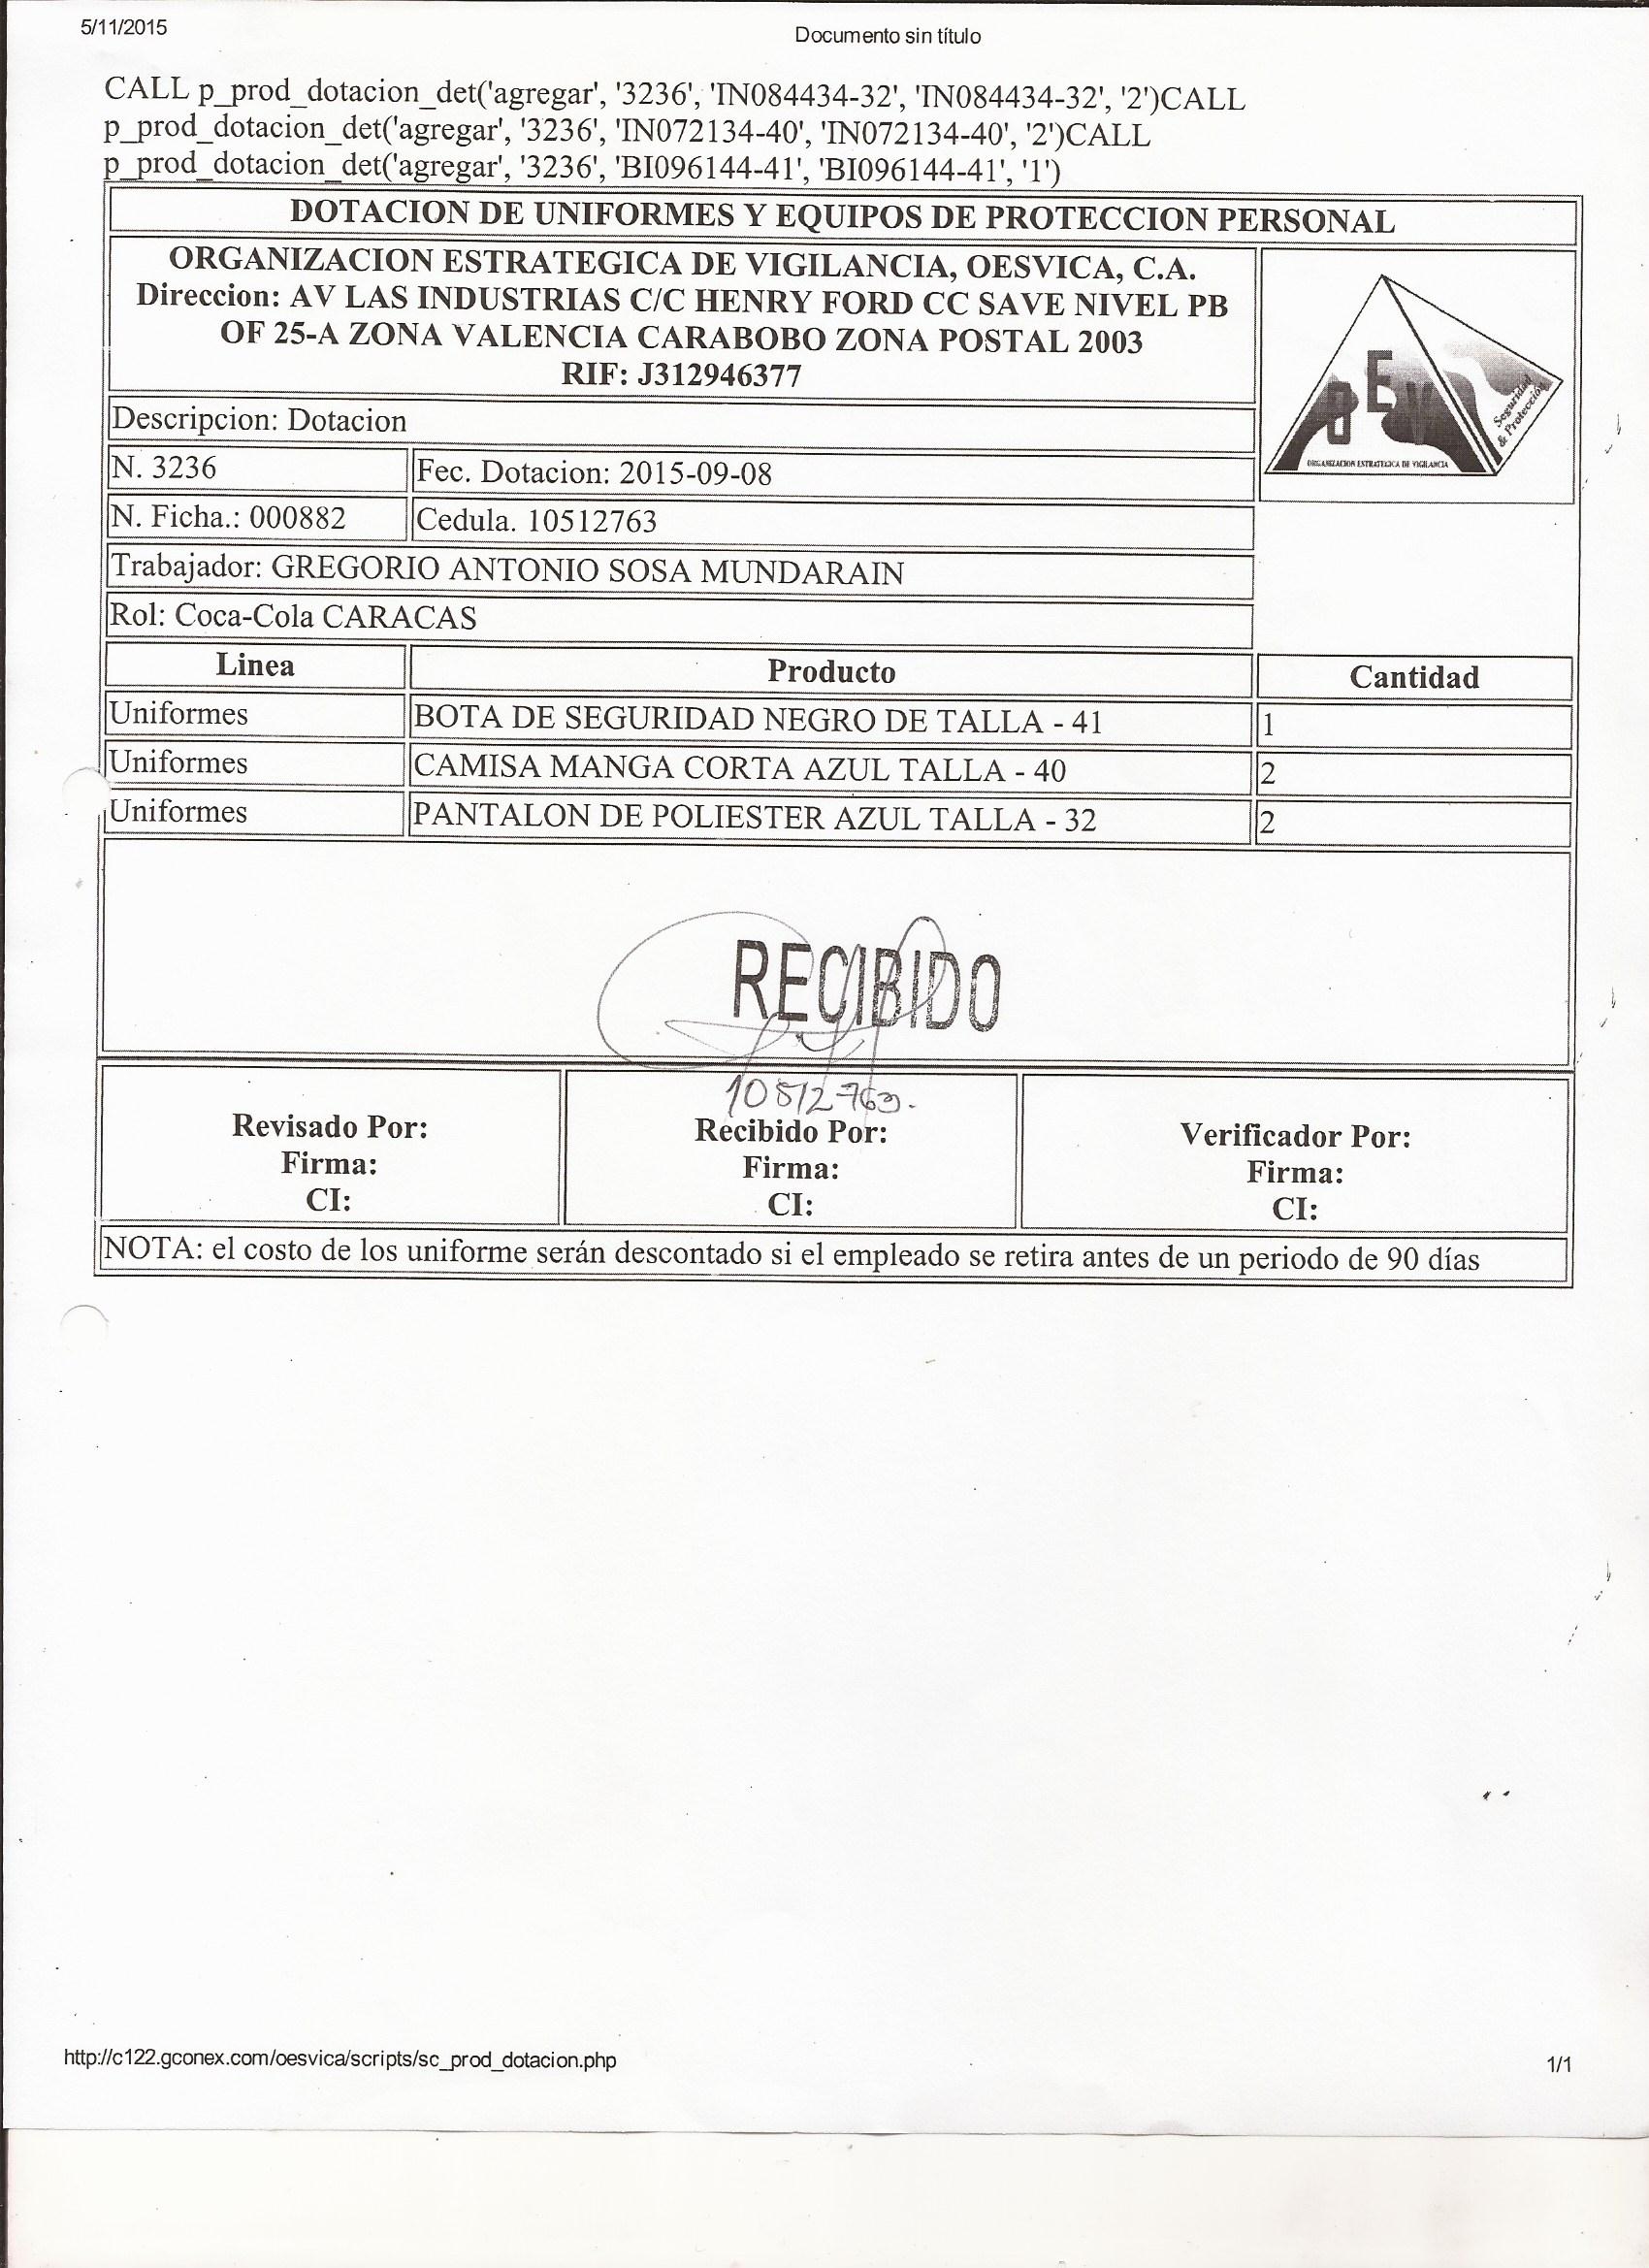 5/11/2015
Documento sin título
CALL p_prod_dotacion_det('agregar', '3236', 'IN084434-32', 'IN084434-32', '2')CALL
p_prod_dotacion_det('agregar', '3236', 'IN072134-40', 'IN072134-40', '2')CALL
p_prod_dotacion_det('agregar', '3236', 'BI096144-41', 'BI096144-41', '1')
DOTACION DE UNIFORMES Y EQUIPOS DE PROTECCION PERSONAL
ORGANIZACION ESTRATEGICA DE VIGILANCIA, OESVICA, C.A.
Direccion: AV LAS INDUSTRIAS C/C HENRY FORD CC SAVE NIVEL PB
OF 25-A ZONA VALENCIA CARABOBO ZONA POSTAL 2003
RIF: J312946377
OEV
Seguridad
& Protección
ORGANIZACION ESTRATEGICA DE VIGILANCIA
Descripcion: Dotacion
N. 3236 Fec. Dotacion: 2015-09-08
N. Ficha.: 000882 Cedula. 10512763
Trabajador: GREGORIO ANTONIO SOSA MUNDARAIN
Rol: Coca-Cola CARACAS
Linea Producto Cantidad
Uniformes BOTA DE SEGURIDAD NEGRO DE TALLA - 41 1
Uniformes CAMISA MANGA CORTA AZUL TALLA - 40 2
Uniformes PANTALON DE POLIESTER AZUL TALLA - 32 2
RECIBIDO
10512763.
Revisado Por: Recibido Por: Verificador Por:
Firma: Firma: Firma:
CI: CI: CI:
NOTA: el costo de los uniforme serán descontado si el empleado se retira antes de un periodo de 90 días
http://c122.gconex.com/oesvica/scripts/sc_prod_dotacion.php
1/1